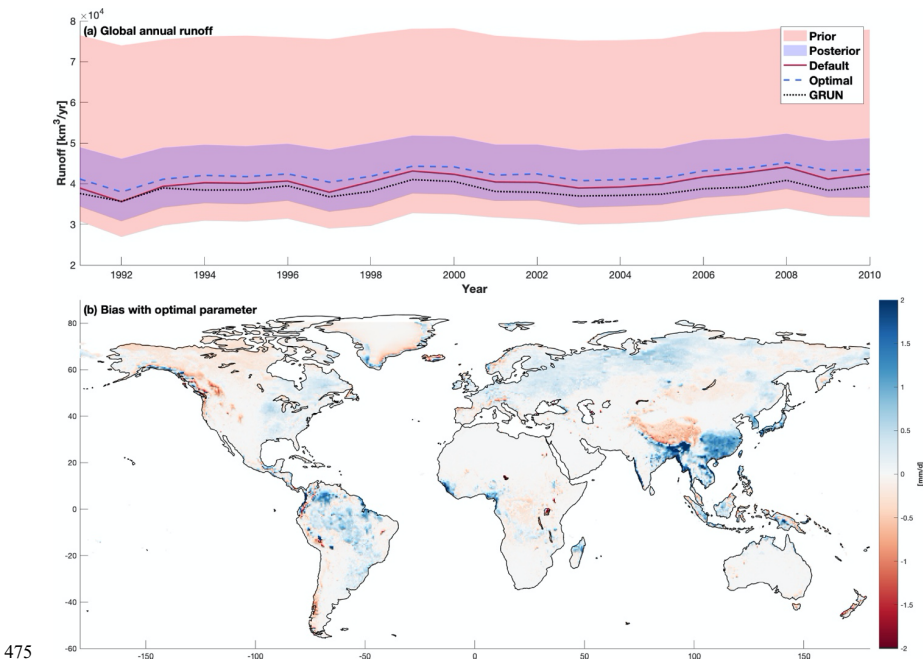 ×10⁴
(a) Global annual runoff
8
7
6
5
4
3
2
Runoff [km³/yr]
Prior
Posterior
Default
Optimal
GRUN
1992 1994 1996 1998 2000 2002 2004 2006 2008 2010
Year
(b) Bias with optimal parameter
80
60
40
20
0
-20
-40
-60
-150 -100 -50 0 50 100 150
2
1.5
1
0.5
0
-0.5
-1
-1.5
-2
[mm/d]
475